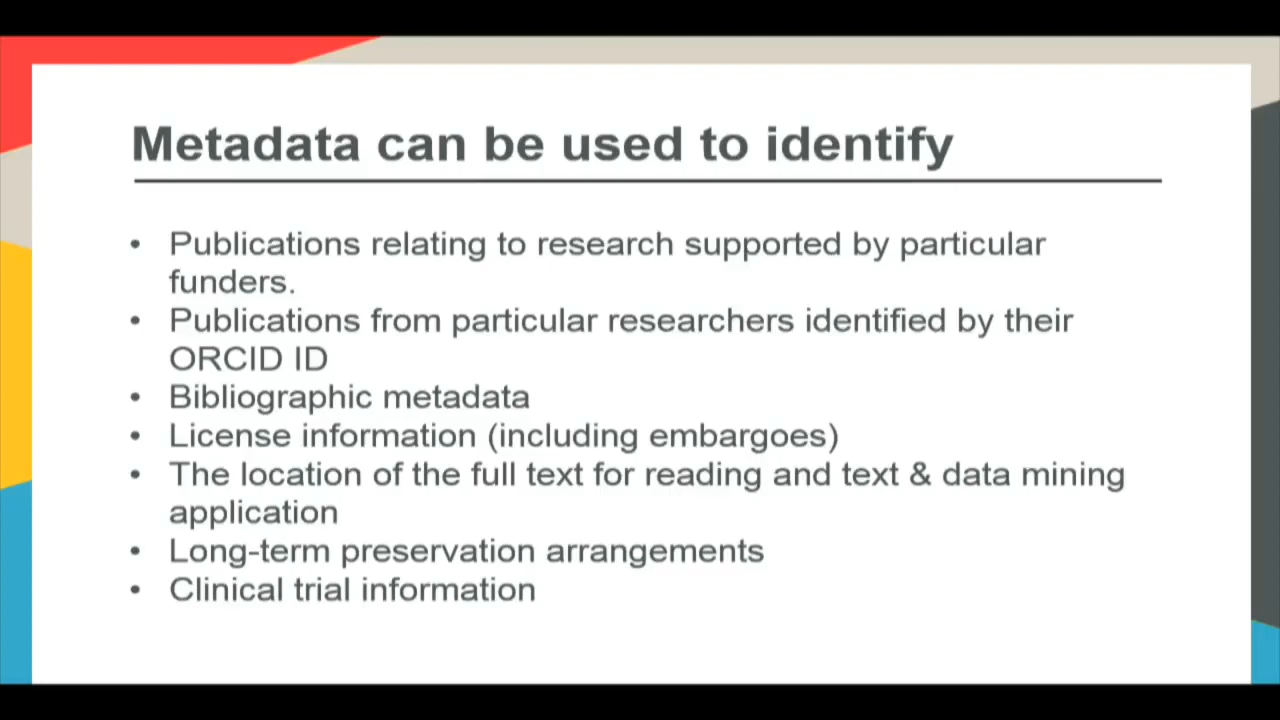 Metadata can be used to identify
• Publications relating to research supported by particular
funders.
• Publications from particular researchers identified by their
ORCID ID
• Bibliographic metadata
• License information (including embargoes)
• The location of the full text for reading and text & data mining
application
• Long-term preservation arrangements
• Clinical trial information